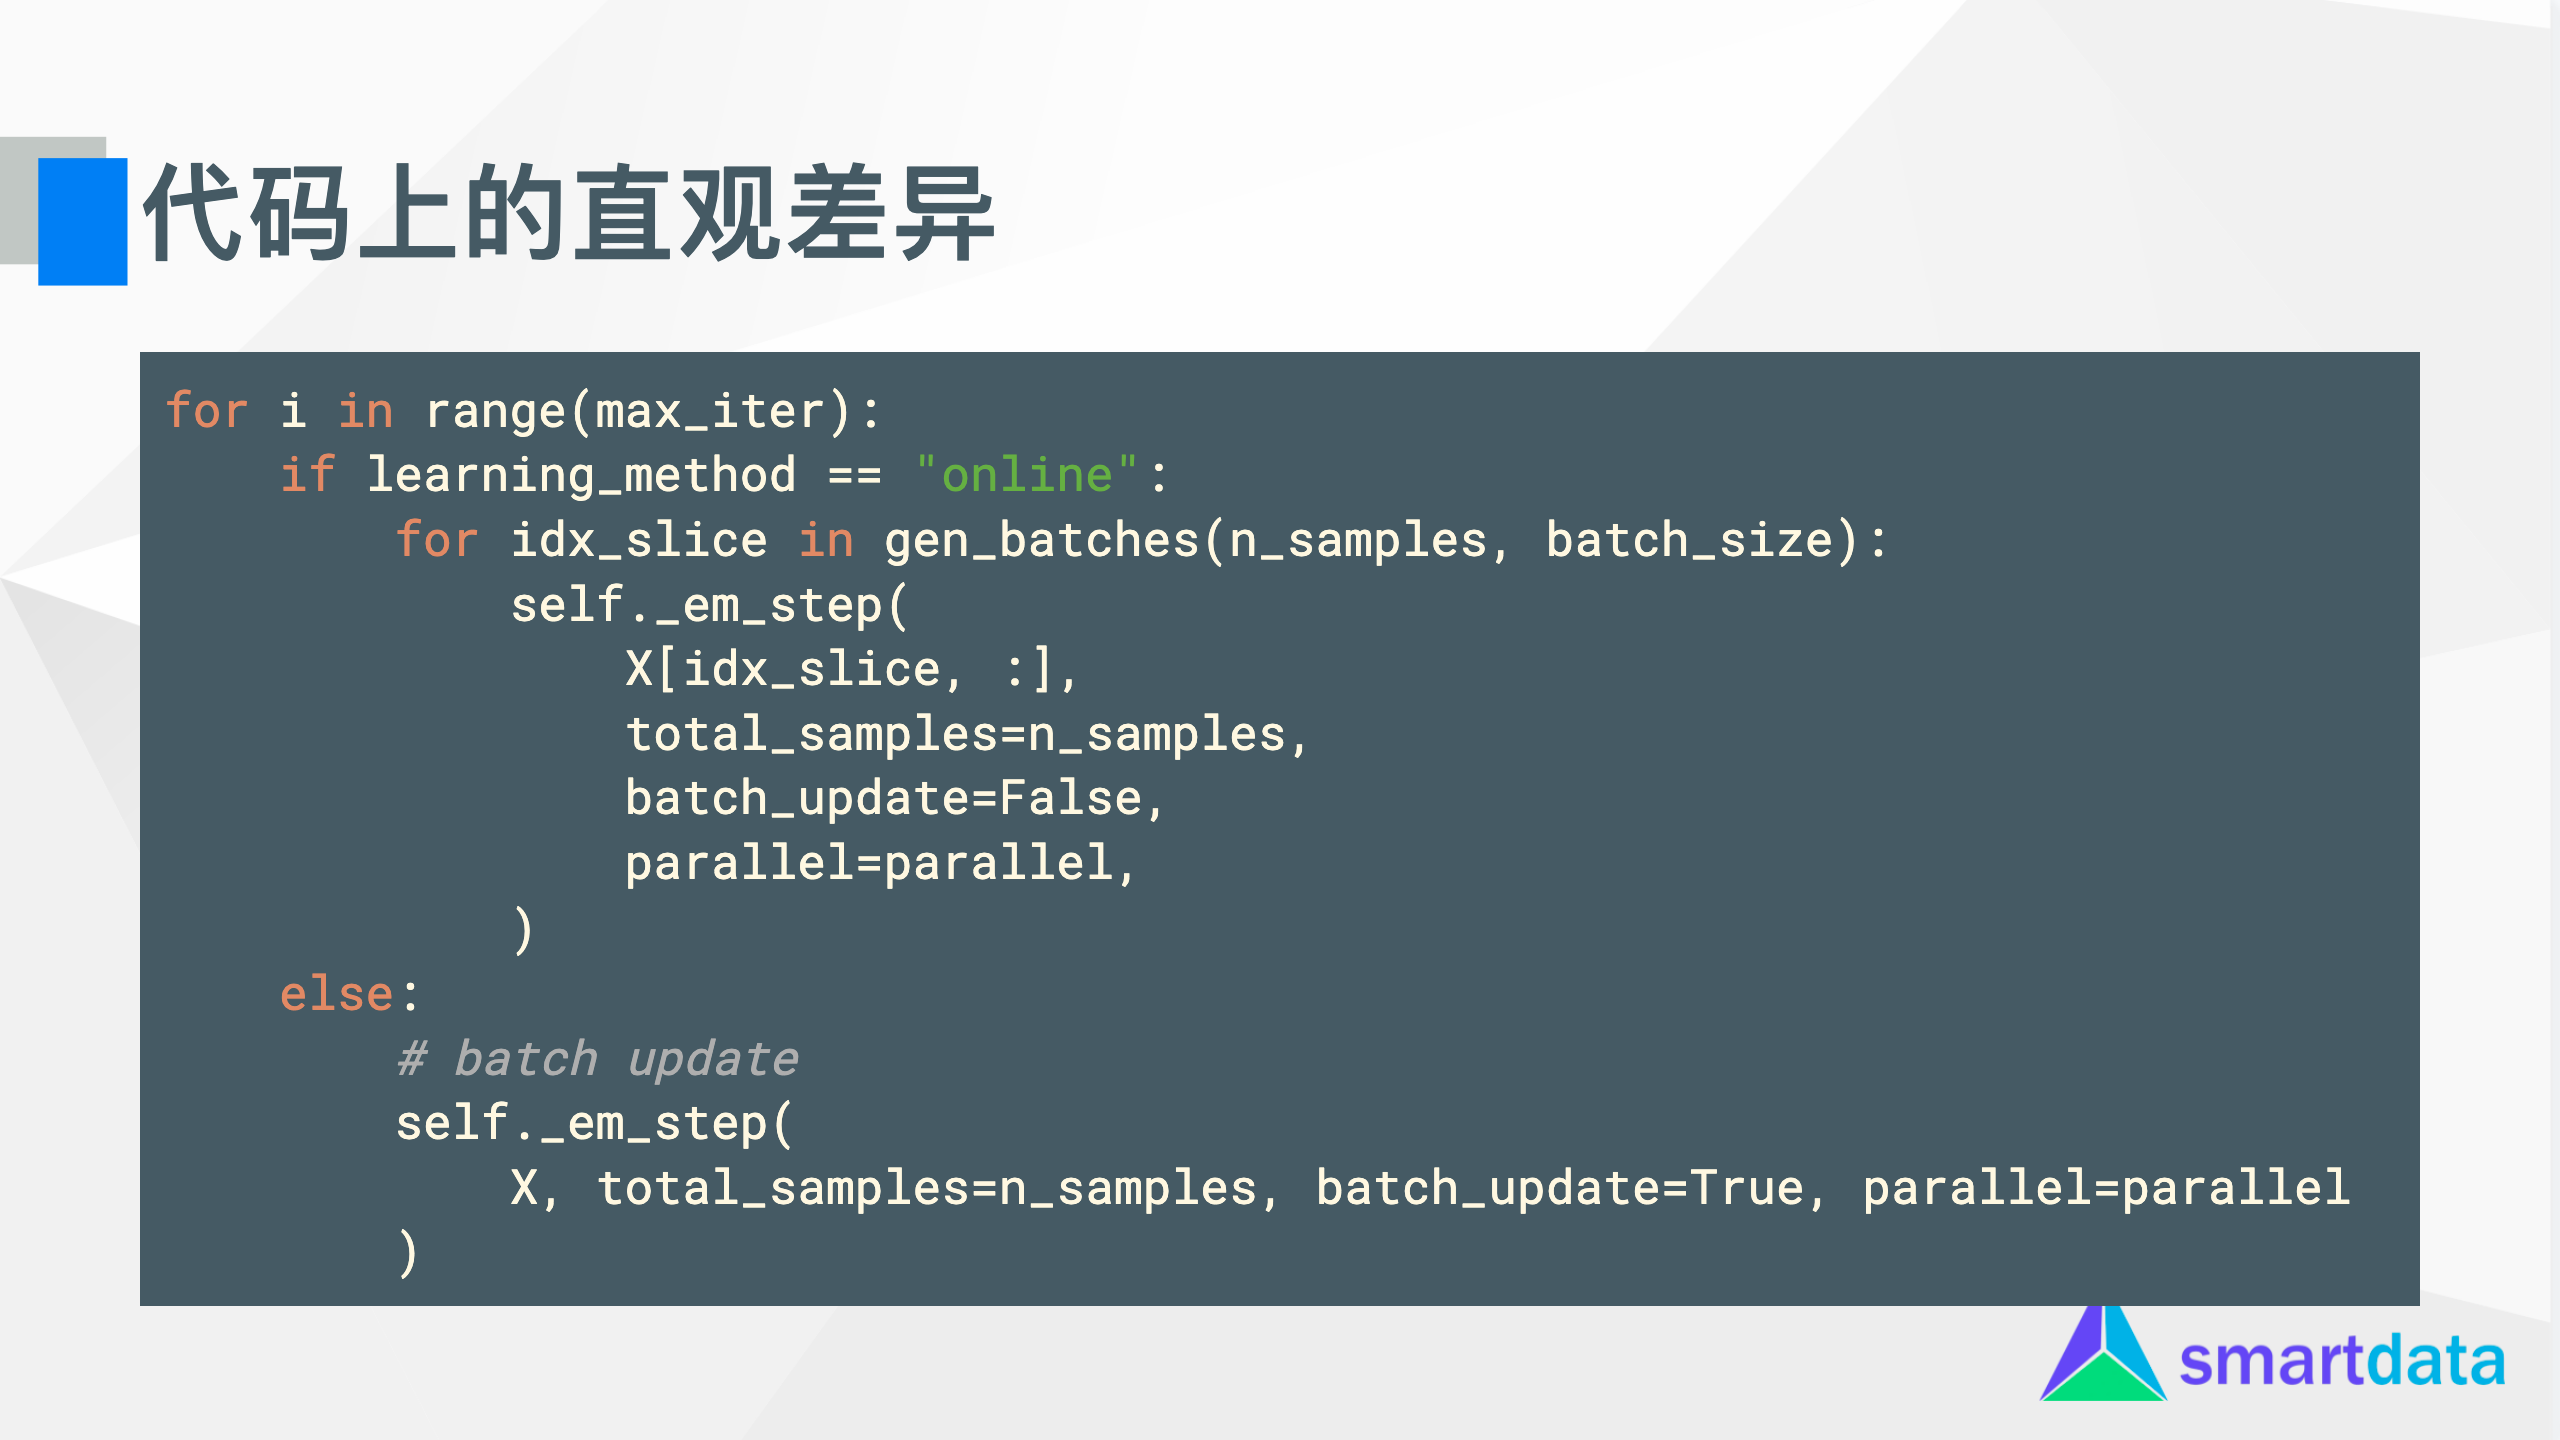 代码上的直观差异
for i in range(max_iter):
    if learning_method == "online":
        for idx_slice in gen_batches(n_samples, batch_size):
            self._em_step(
                X[idx_slice, :],
                total_samples=n_samples,
                batch_update=False,
                parallel=parallel,
            )
    else:
        # batch update
        self._em_step(
            X, total_samples=n_samples, batch_update=True, parallel=parallel
        )
smartdata